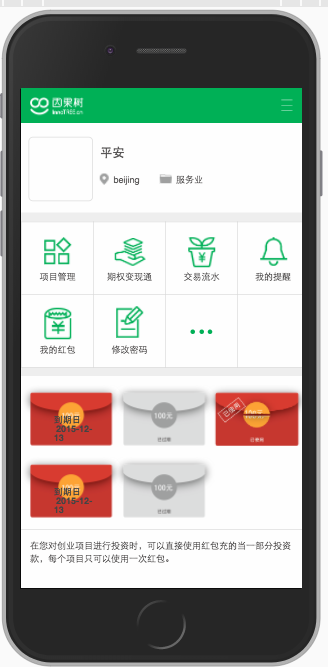 因果树
InnoTREE.cn
平安
beijing 服务业
项目管理 期权变现通 交易流水 我的提醒
我的红包 修改密码 •••
到期日 100元 已使用
2015-12-13 已过期 已使用
到期日 100元
2015-12-13 已过期
在您对创业项目进行投资时，可以直接使用红包充的当一部分投资
款，每个项目只可以使用一次红包。